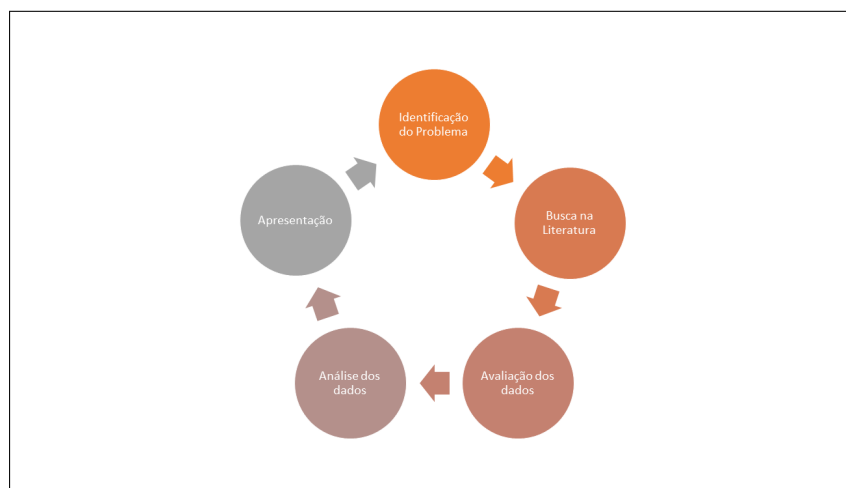 Identificação
do Problema
Busca na
Literatura
Avaliação dos
dados
Análise dos
dados
Apresentação